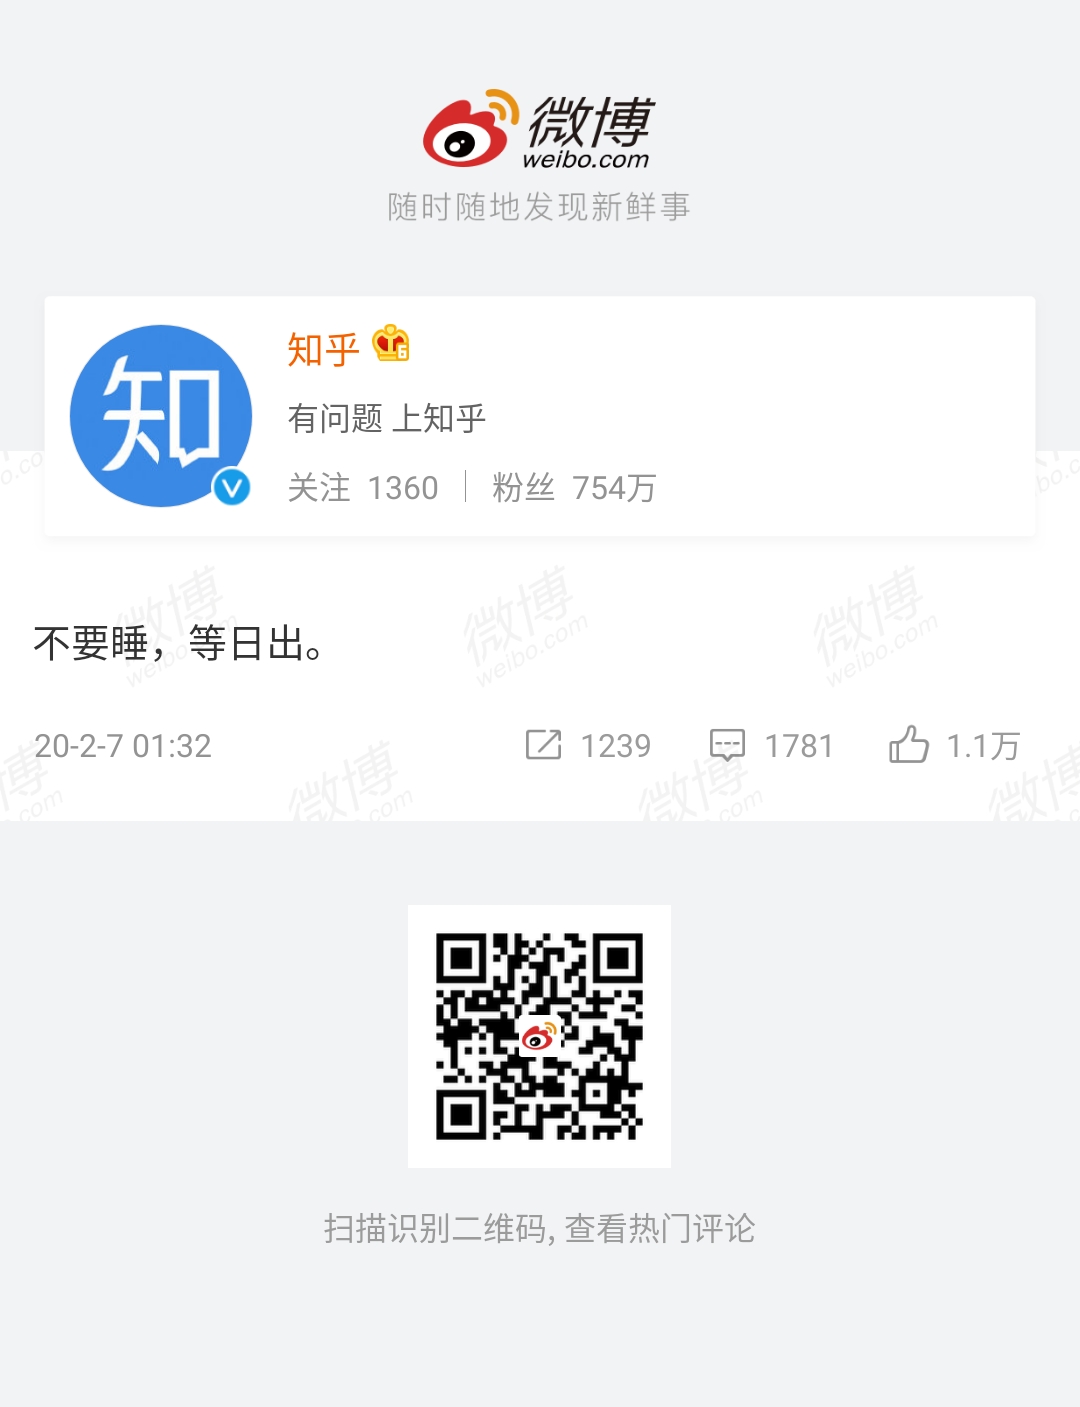 微博
weibo.com
随时随地发现新鲜事
知
知乎 6
有问题 上知乎
关注 1360 | 粉丝 754万
不要睡，等日出。
20-2-7 01:32 1239 1781 1.1万
扫描识别二维码, 查看热门评论